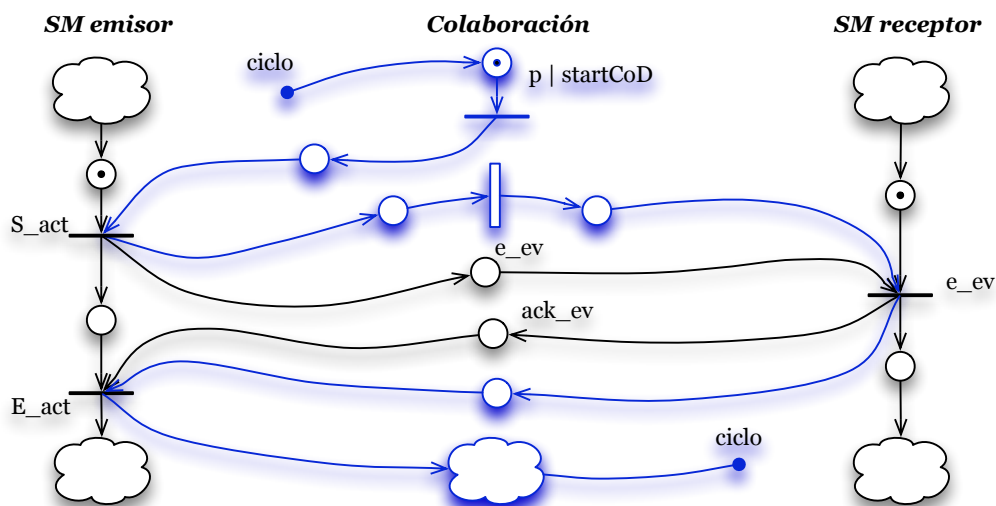 SM emisor
Colaboración
SM receptor
ciclo
p | startCoD
S_act
e_ev
e_ev
ack_ev
E_act
ciclo